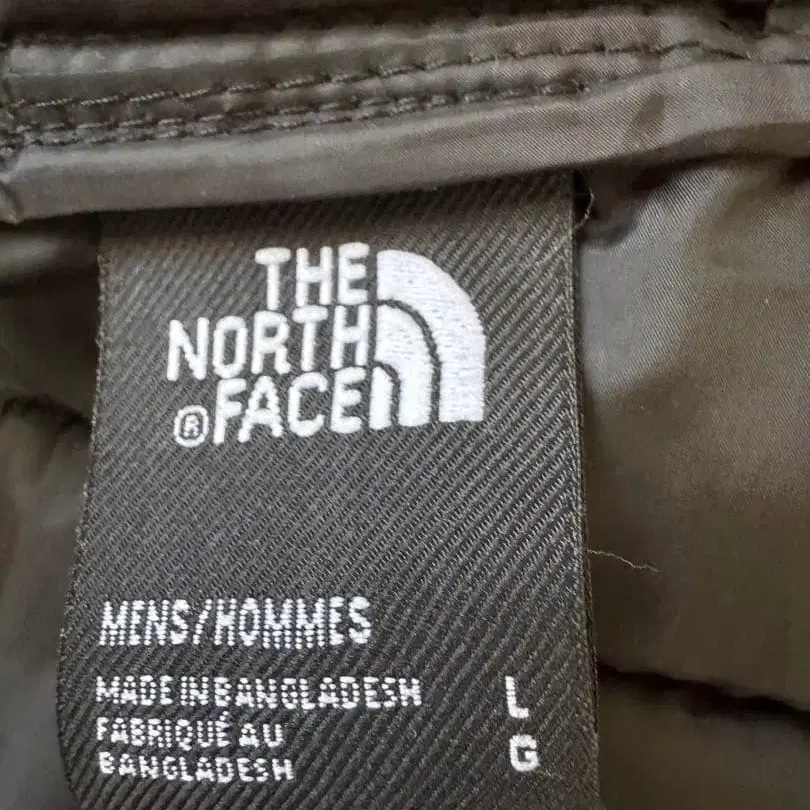 THE
NORTH
® FACE
MENS/HOMMES
MADE IN BANGLADESH
FABRIQUÉ AU
BANGLADESH
L
G